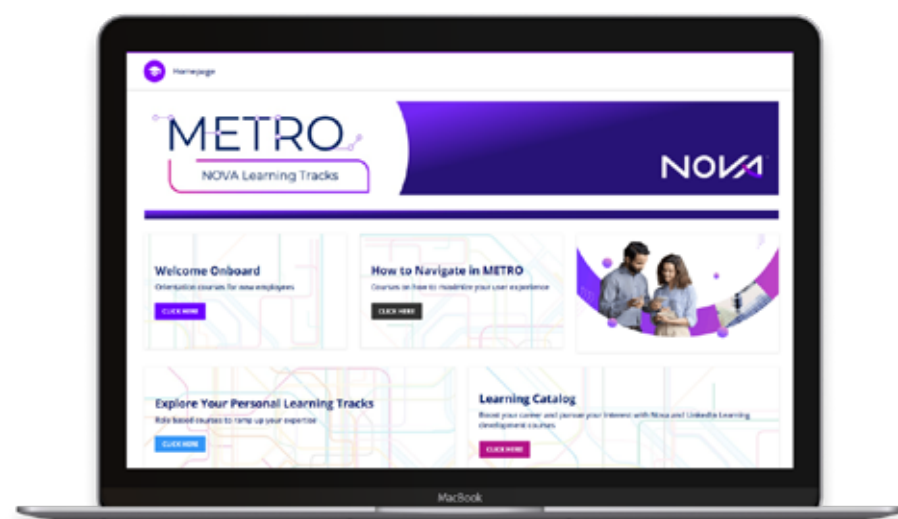 Homepage
METRO
NOVA Learning Tracks
NOVA
Welcome Onboard
Orientation courses for new employees
CLICK HERE
How to Navigate in METRO
Courses on how to maximize your user experience
CLICK HERE
Explore Your Personal Learning Tracks
Role based courses to ramp up your expertise
CLICK HERE
Learning Catalog
Boost your career and pursue your interest with Nova and LinkedIn Learning
development courses
CLICK HERE
MacBook